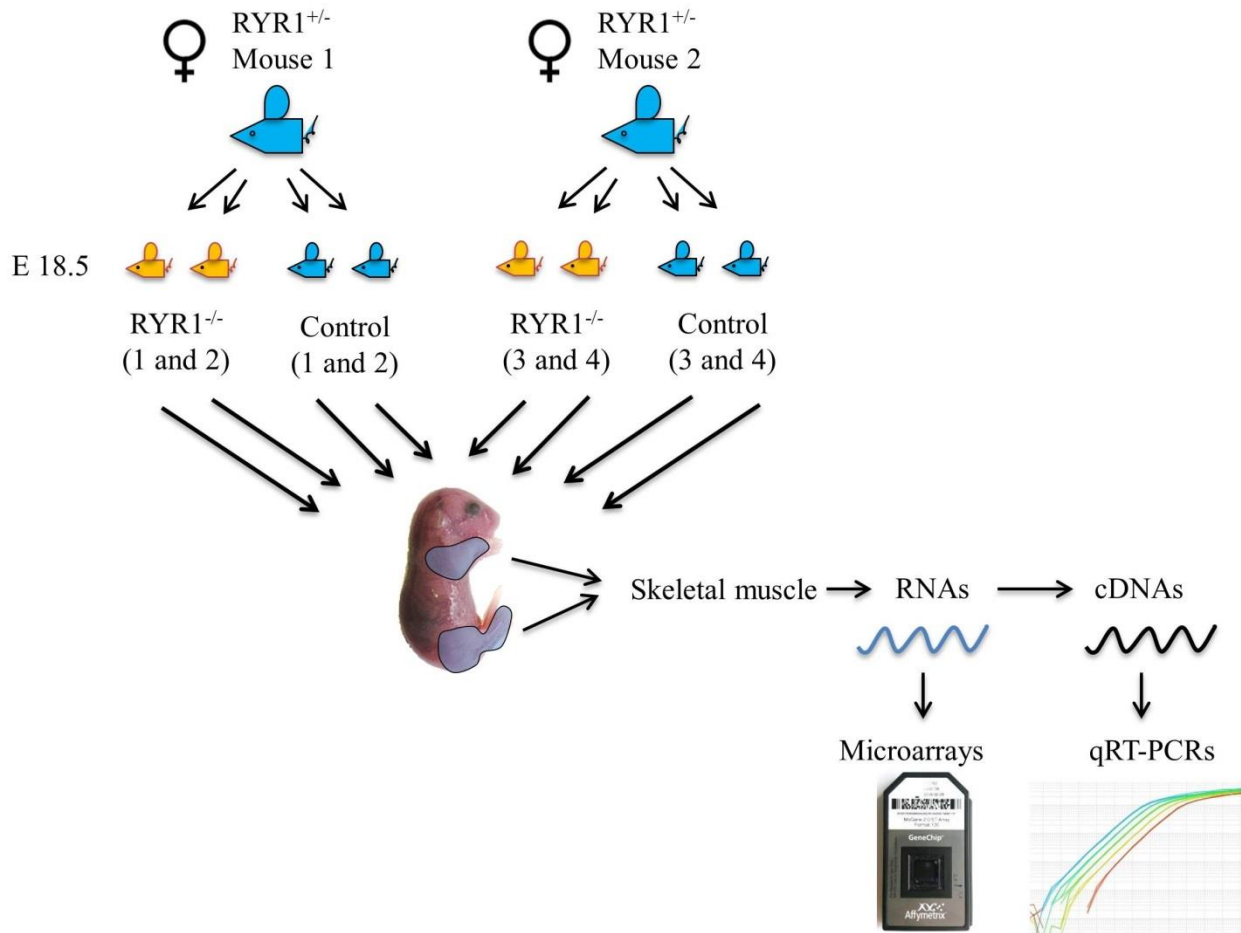 RYR1+/-
Mouse 1
RYR1+/-
Mouse 2
E 18.5
RYR1-/-
(1 and 2)
Control
(1 and 2)
RYR1-/-
(3 and 4)
Control
(3 and 4)
Skeletal muscle
RNAs
cDNAs
Microarrays
qRT-PCRs
GeneChip
Affymetrix